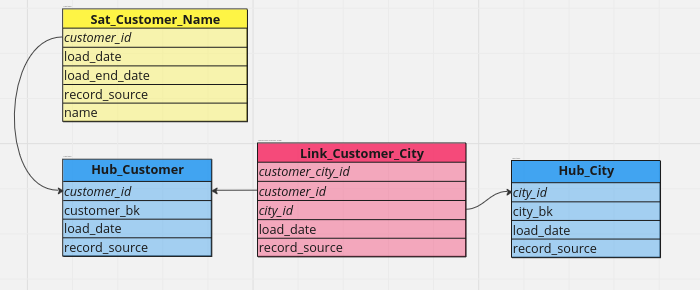 Sat_Customer_Name
customer_id
load_date
load_end_date
record_source
name
Hub_Customer
customer_id
customer_bk
load_date
record_source
Link_Customer_City
customer_city_id
customer_id
city_id
load_date
record_source
Hub_City
city_id
city_bk
load_date
record_source